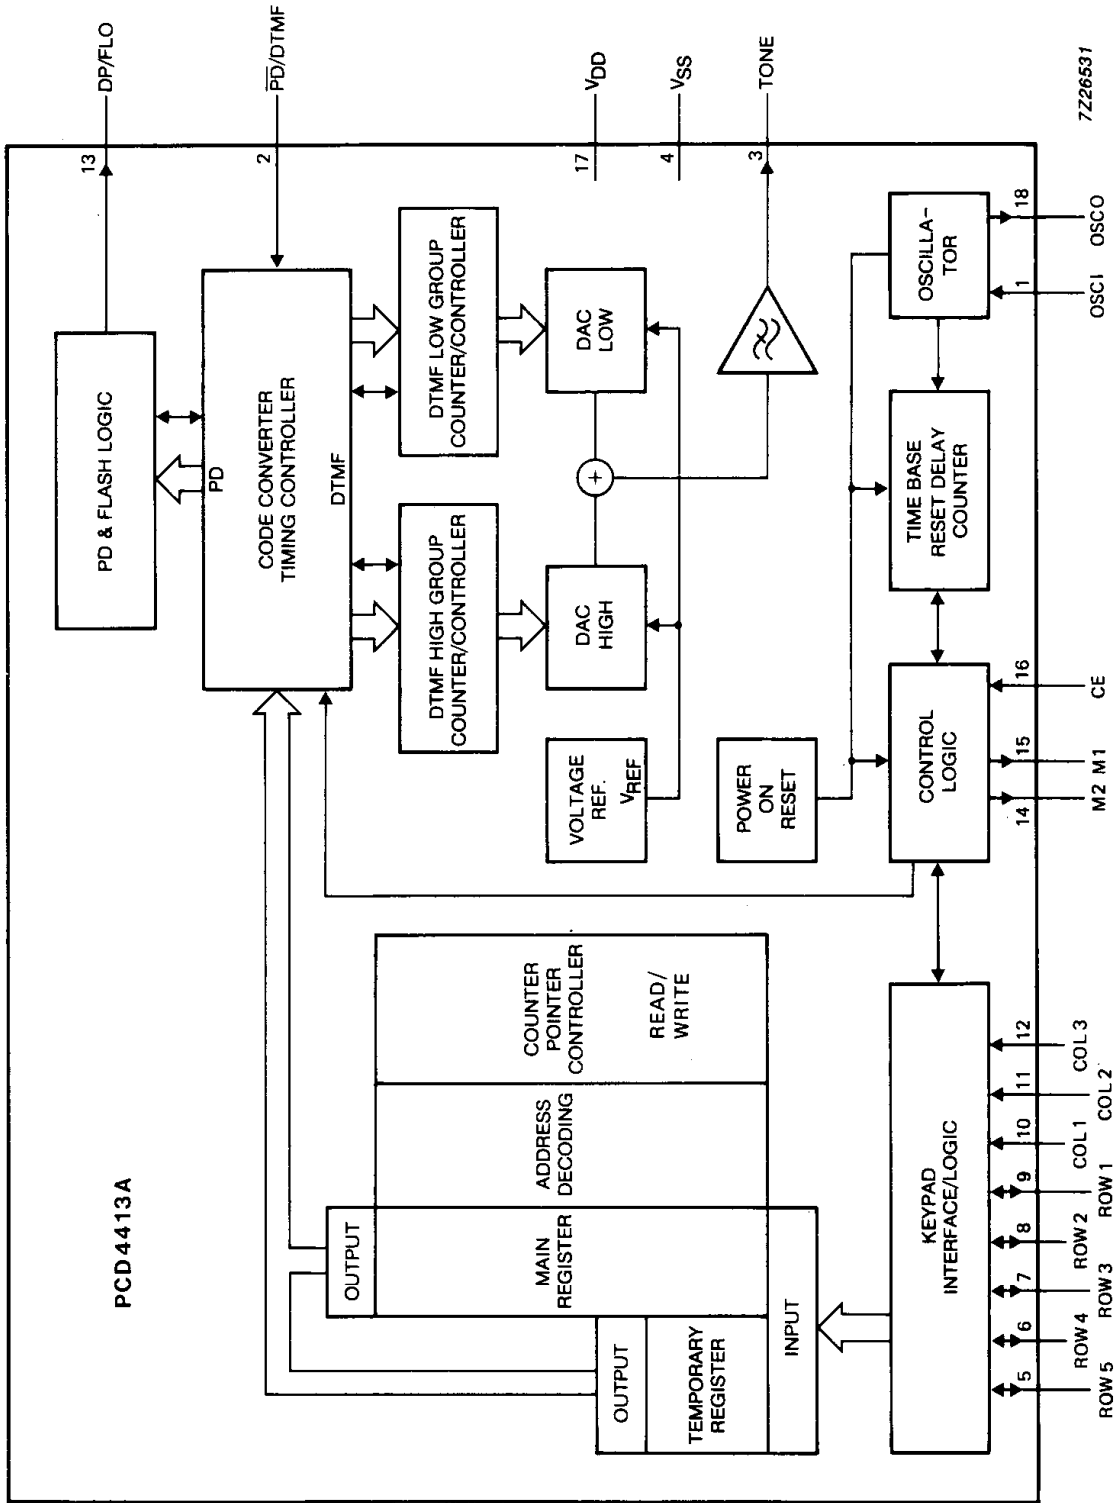 PCD4413A
OUTPUT
MAIN
REGISTER
ADDRESS
DECODING
COUNTER
POINTER
CONTROLLER
READ/
WRITE
OUTPUT
TEMPORARY
REGISTER
INPUT
KEYPAD
INTERFACE/LOGIC
5
6
7
8
9
10
11
12
ROW 5
ROW 4
ROW 3
ROW 2
ROW 1
COL 1
COL 2
COL 3
PD & FLASH LOGIC
13
DP/FLO
PD
CODE CONVERTER
TIMING CONTROLLER
DTMF
2
P̅D̅/DTMF
DTMF HIGH GROUP
COUNTER/CONTROLLER
DTMF LOW GROUP
COUNTER/CONTROLLER
VOLTAGE
REF.
VREF
DAC
HIGH
+
DAC
LOW
17
VDD
4
VSS
3
TONE
POWER
ON
RESET
CONTROL
LOGIC
TIME BASE
RESET DELAY
COUNTER
OSCILLA-
TOR
14
15
16
1
18
M2
M1
CE
OSCI
OSCO
7Z26531